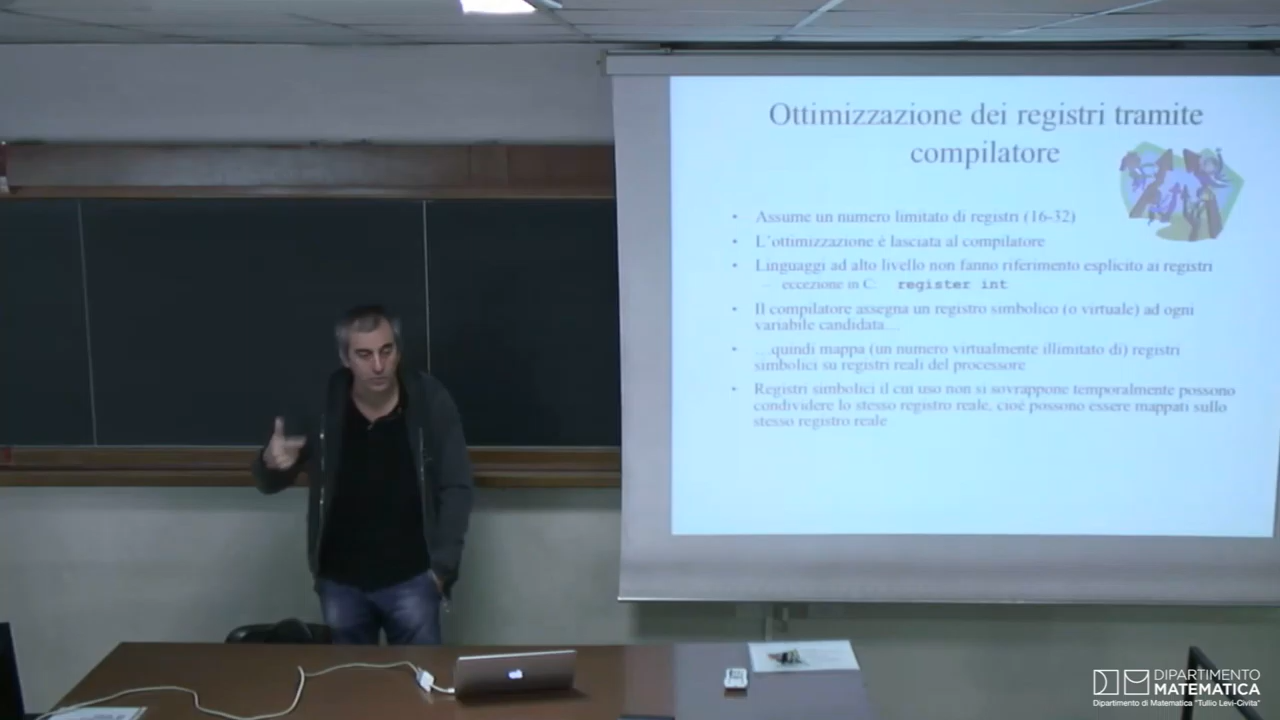 Ottimizzazione dei registri tramite
compilatore
• Assume un numero limitato di registri (16-32)
• L'ottimizzazione è lasciata al compilatore
• Linguaggi ad alto livello non fanno riferimento esplicito ai registri
– eccezione in C: register int
• Il compilatore assegna un registro simbolico (o virtuale) ad ogni
variabile candidata…
• …quindi mappa (un numero virtualmente illimitato di) registri
simbolici su registri reali del processore
• Registri simbolici il cui uso non si sovrappone temporalmente possono
condividere lo stesso registro reale, cioè possono essere mappati sullo
stesso registro reale
DIPARTIMENTO
MATEMATICA
Dipartimento di Matematica "Tullio Levi-Civita"